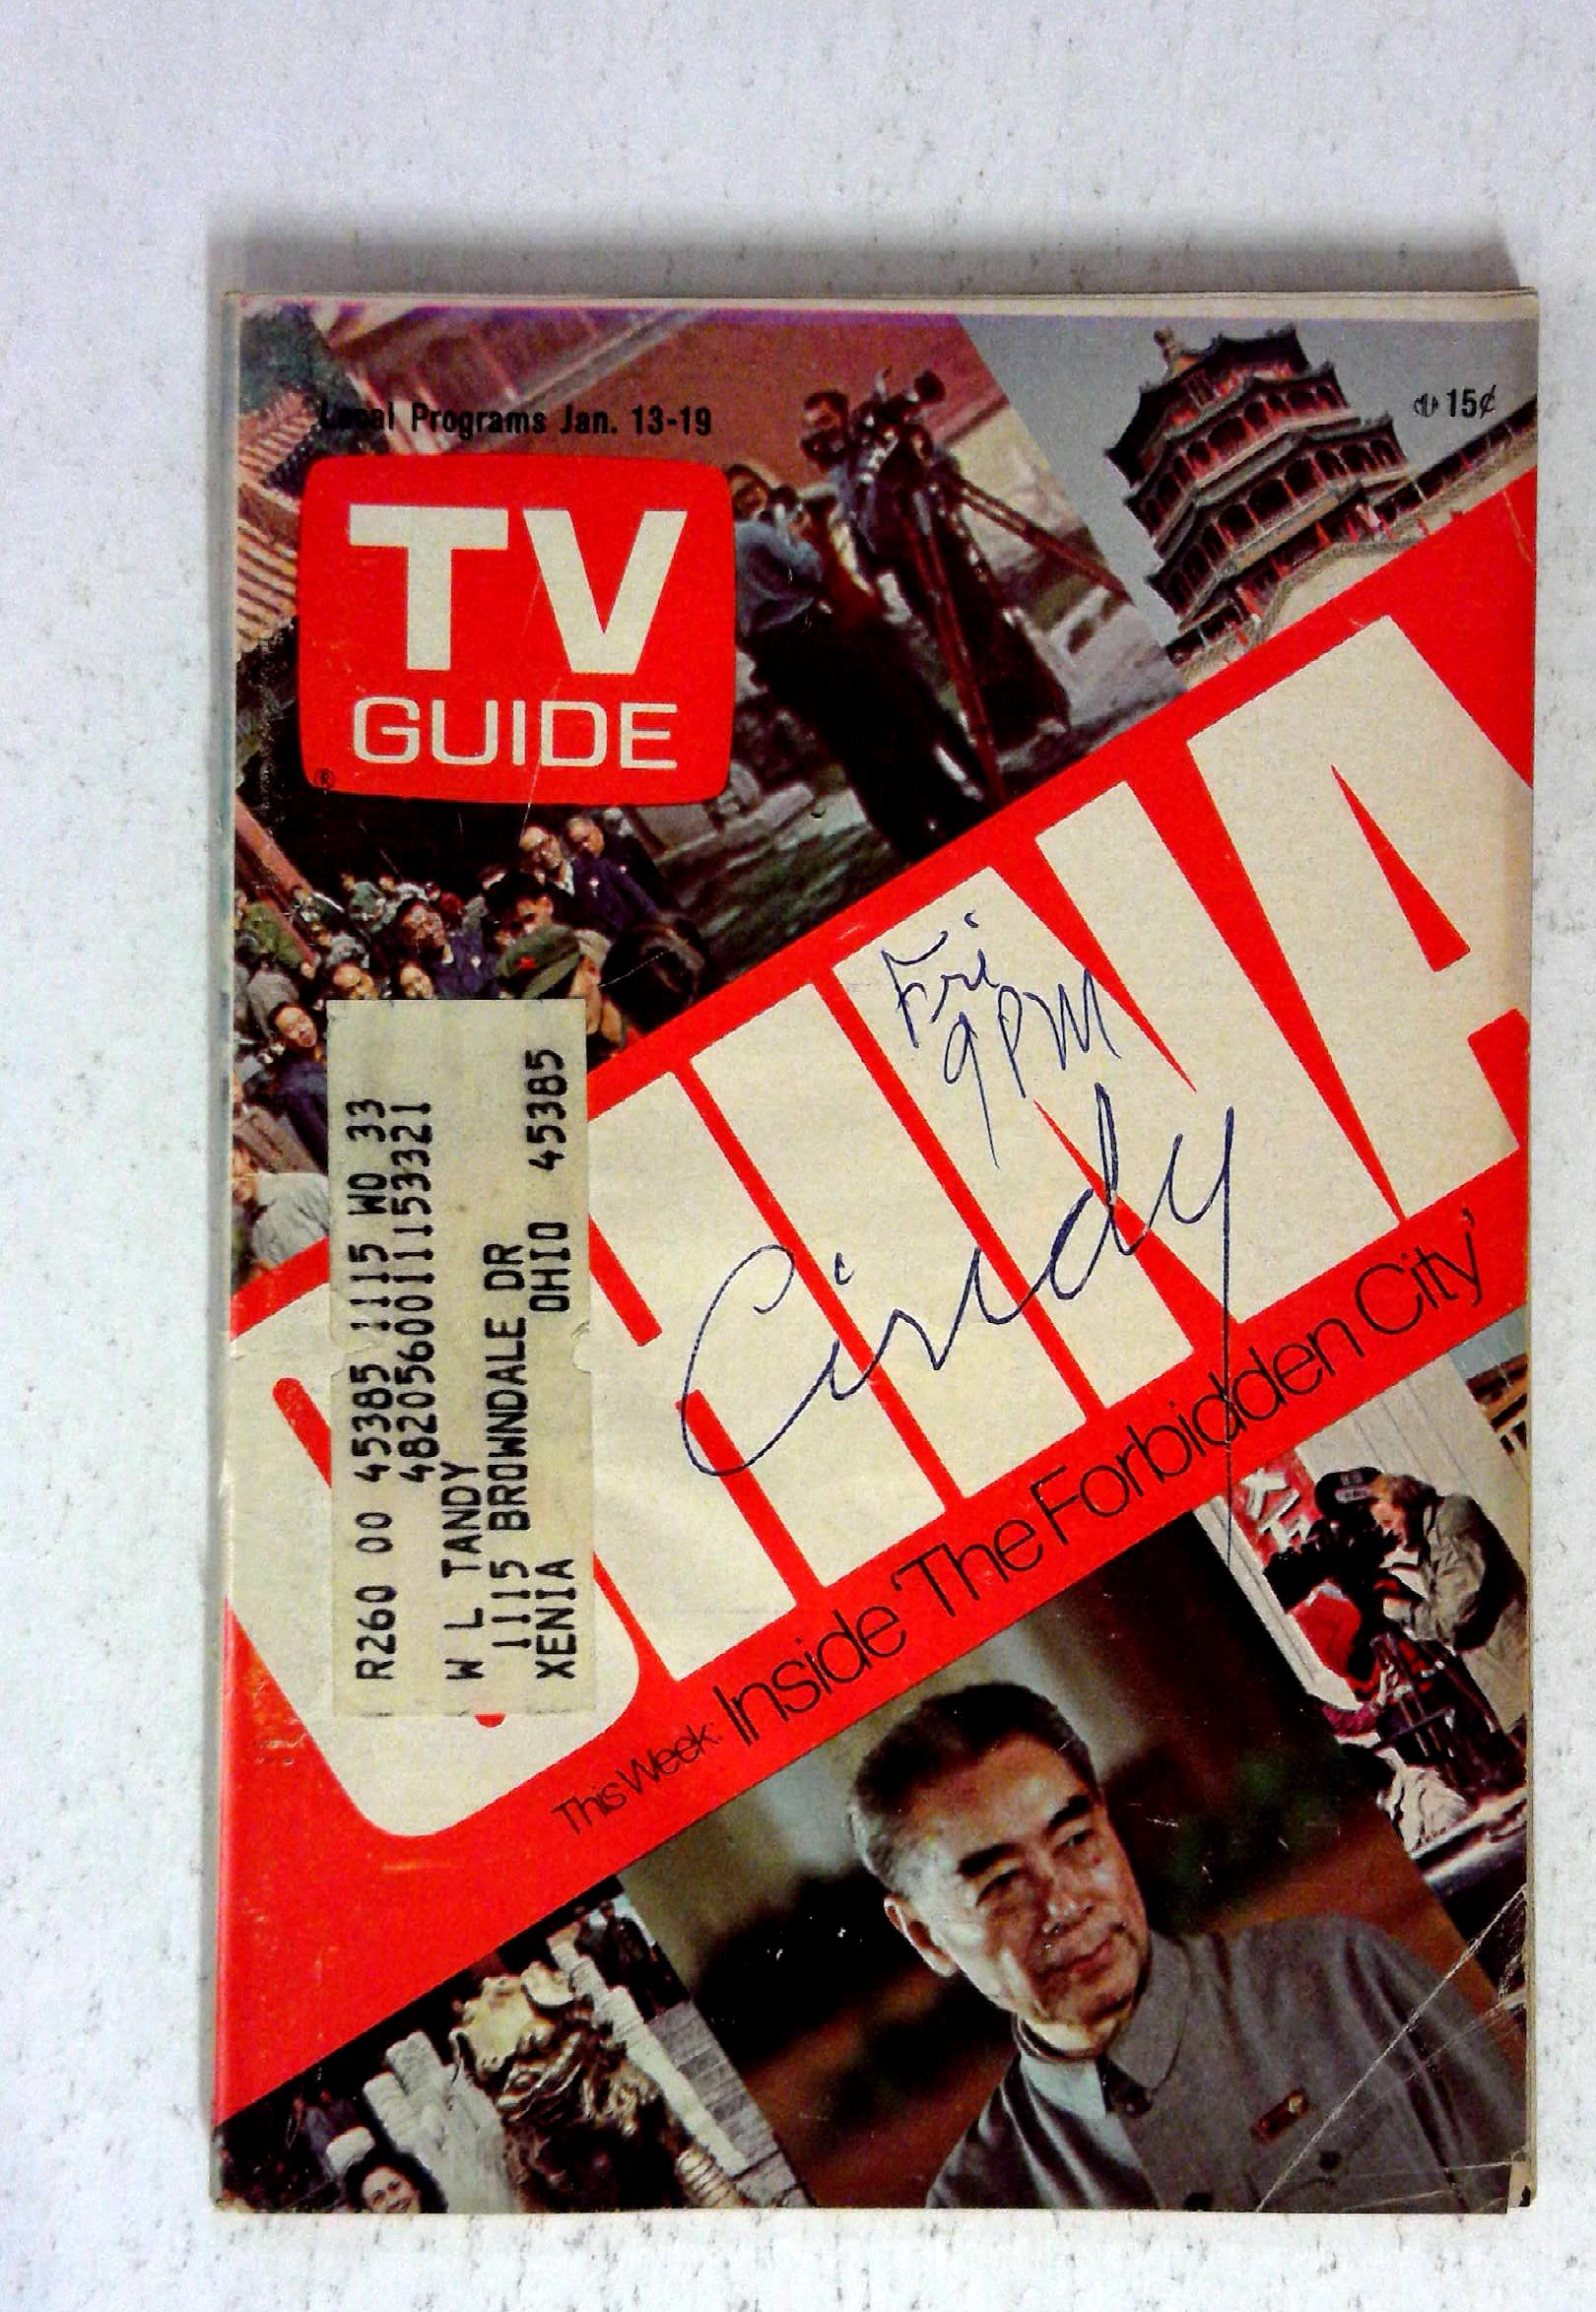 Local Programs Jan. 13-19
15¢
TV
GUIDE
®
CHINA
Fri
9PM
Cindy
This Week: Inside 'The Forbidden City'
R260 00 45385 1115 WO 33
4820560011153321
W L TANDY
1115 BROWNDALE DR
XENIA OHIO 45385